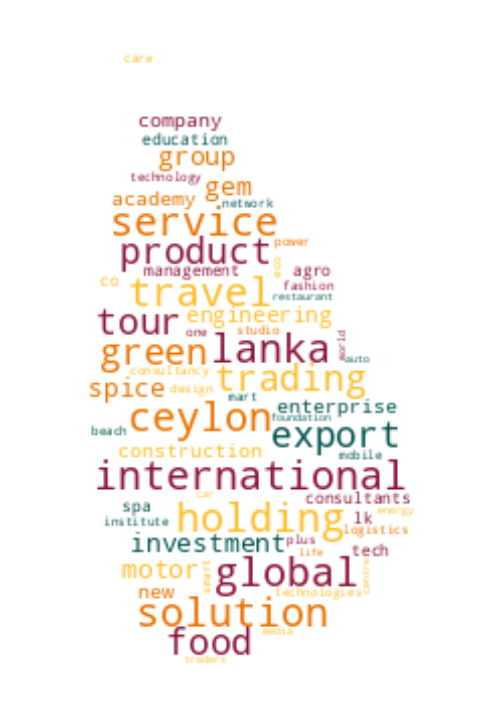 care
company
education
group
technology
gem
academy
network
service
product
power
eco
management
agro
co
travel
fashion
restaurant
tour
engineering
one
studio
world
green
lanka
auto
consultancy
trading
spice
design
mart
ceylon
enterprise
foundation
beach
export
construction
mobile
international
car
consultants
spa
holding
energy
institute
lk
logistics
investment
plus
life
tech
motor
smart
global
centre
new
technologies
solution
food
media
traders